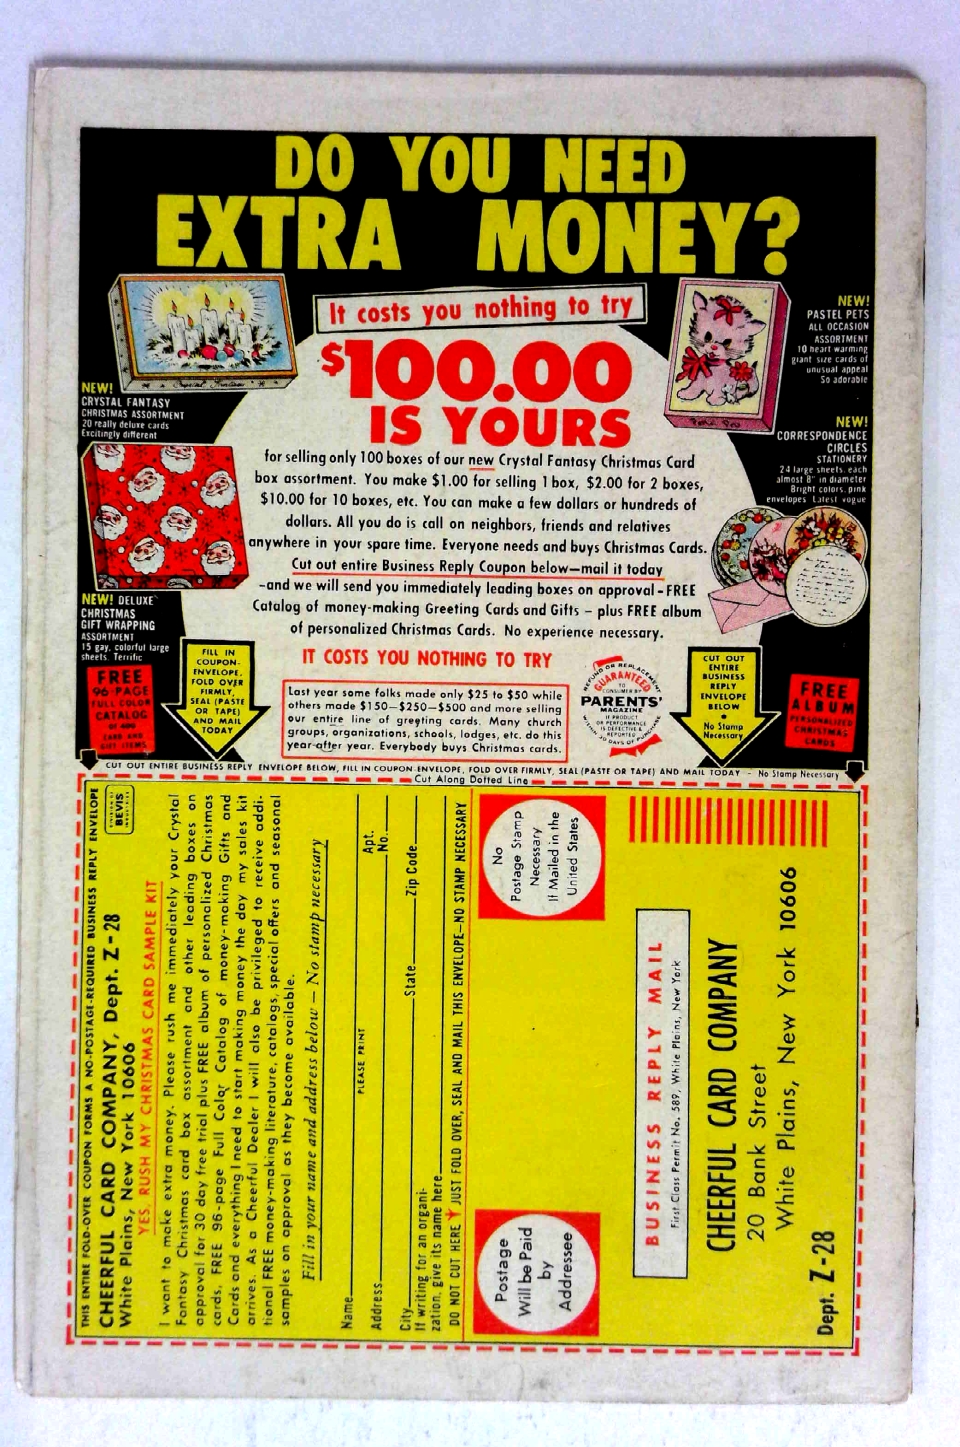 DO YOU NEED
EXTRA MONEY?
It costs you nothing to try
$100.00
IS YOURS
for selling only 100 boxes of our new Crystal Fantasy Christmas Card
box assortment. You make $1.00 for selling 1 box, $2.00 for 2 boxes,
$10.00 for 10 boxes, etc. You can make a few dollars or hundreds of
dollars. All you do is call on neighbors, friends and relatives
anywhere in your spare time. Everyone needs and buys Christmas Cards.
Cut out entire Business Reply Coupon below—mail it today
-and we will send you immediately leading boxes on approval - FREE
Catalog of money-making Greeting Cards and Gifts - plus FREE album
of personalized Christmas Cards. No experience necessary.
IT COSTS YOU NOTHING TO TRY
Last year some folks made only $25 to $50 while
others made $150—$250—$500 and more selling
our entire line of greeting cards. Many church
groups, organizations, schools, lodges, etc. do this
year-after year. Everybody buys Christmas cards.
NEW!
CRYSTAL FANTASY
CHRISTMAS ASSORTMENT
20 really deluxe cards
Excitingly different
NEW! DELUXE
CHRISTMAS
GIFT WRAPPING
ASSORTMENT
15 gay, colorful large
sheets. Terrific
FREE
96-PAGE
FULL COLOR
CATALOG
OF 400
CARD AND
GIFT ITEMS
FILL IN
COUPON-
ENVELOPE,
FOLD OVER
FIRMLY,
SEAL (PASTE
OR TAPE)
AND MAIL
TODAY
NEW!
PASTEL PETS
ALL OCCASION
ASSORTMENT
10 heart warming
giant size cards of
unusual appeal
So adorable
NEW!
CORRESPONDENCE
CIRCLES
STATIONERY
24 large sheets, each
almost 8" in diameter
Bright colors, pink
envelopes Latest vogue
REFUND OR REPLACEMENT
GUARANTEED
TO
CONSUMER BY
PARENTS'
MAGAZINE
IF PRODUCT
OR PERFORMANCE
IS DEFECTIVE &
REPORTED
WITHIN 30 DAYS OF PURCHASE
CUT OUT
ENTIRE
BUSINESS
REPLY
ENVELOPE
BELOW
•
No Stamp
Necessary
FREE
ALBUM
PERSONALIZED
CHRISTMAS
CARDS
CUT OUT ENTIRE BUSINESS REPLY ENVELOPE BELOW, FILL IN COUPON-ENVELOPE, FOLD OVER FIRMLY, SEAL (PASTE OR TAPE) AND MAIL TODAY - No Stamp Necessary
Cut Along Dotted Line
THIS ENTIRE FOLD-OVER COUPON FORMS A NO-POSTAGE-REQUIRED BUSINESS REPLY ENVELOPE
BEVIS
CHEERFUL CARD COMPANY, Dept. Z-28
White Plains, New York 10606
YES, RUSH MY CHRISTMAS CARD SAMPLE KIT
I want to make extra money. Please rush me immediately your Crystal
Fantasy Christmas card box assortment and other leading boxes on
approval for 30 day free trial plus FREE album of personalized Christmas
cards, FREE 96-page Full Color Catalog of money-making Gifts and
Cards and everything I need to start making money the day my sales kit
arrives. As a Cheerful Dealer I will also be privileged to receive addi-
tional FREE money-making literature, catalogs, special offers and seasonal
samples on approval as they become available.
Fill in your name and address below — No stamp necessary
Name
PLEASE PRINT
Address
Apt.
No.
City
State
Zip Code
If writing for an organi-
zation, give its name here
DO NOT CUT HERE JUST FOLD OVER, SEAL AND MAIL THIS ENVELOPE—NO STAMP NECESSARY
Postage
Will be Paid
by
Addressee
No
Postage Stamp
Necessary
If Mailed in the
United States
BUSINESS REPLY MAIL
First Class Permit No. 589, White Plains, New York
CHEERFUL CARD COMPANY
20 Bank Street
White Plains, New York 10606
Dept. Z-28